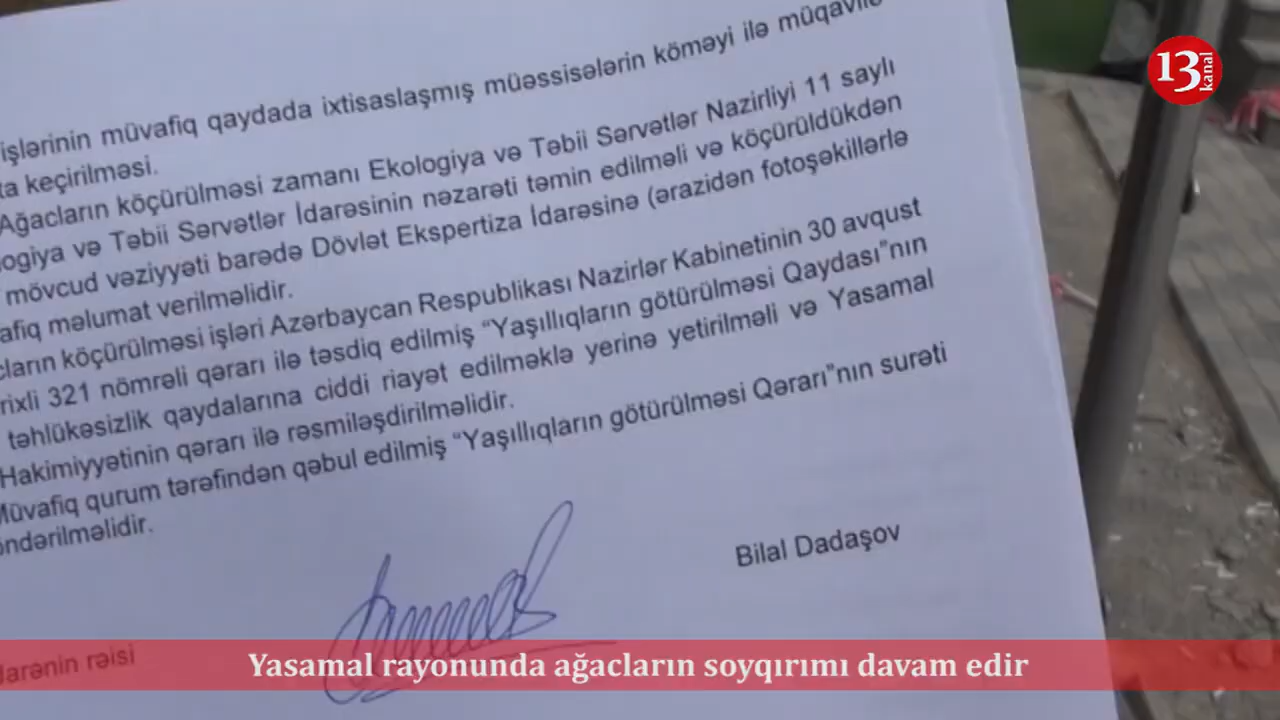 işlərinin müvafiq qaydada ixtisaslaşmış müəssisələrin köməyi ilə müqavilə
ta keçirilməsi.
Ağacların köçürülməsi zamanı Ekologiya və Təbii Sərvətlər Nazirliyi 11 saylı
logiya və Təbii Sərvətlər İdarəsinin nəzarəti təmin edilməli və köçürüldükdən
mövcud vəziyyəti barədə Dövlət Ekspertiza İdarəsinə (ərazidən fotoşəkillərlə
afiq məlumat verilməlidir.
cların köçürülməsi işləri Azərbaycan Respublikası Nazirlər Kabinetinin 30 avqust
rixli 321 nömrəli qərarı ilə təsdiq edilmiş “Yaşıllıqların götürülməsi Qaydası”nın
təhlükəsizlik qaydalarına ciddi riayət edilməklə yerinə yetirilməli və Yasamal
Hakimiyyətinin qərarı ilə rəsmiləşdirilməlidir.
Müvafiq qurum tərəfindən qəbul edilmiş “Yaşıllıqların götürülməsi Qərarı”nın surəti
öndərilməlidir.
Bilal Dadaşov
darənin rəisi
Yasamal rayonunda ağacların soyqırımı davam edir
13
kanal